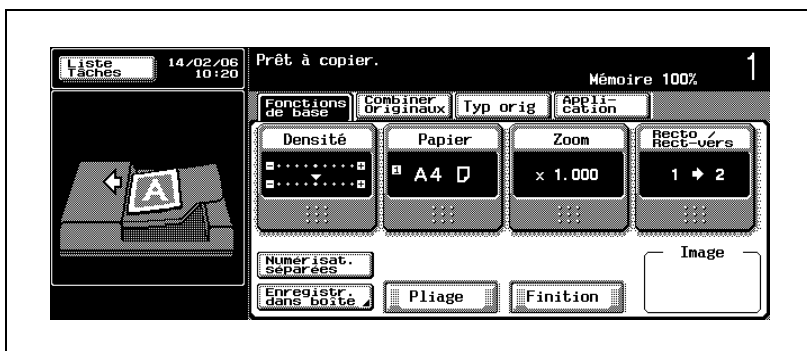 Liste
Tâches
14/02/06
10:20
Prêt à copier.
Mémoire 100%
1
Fonctions
de base
Combiner
Originaux
Typ orig
Appli-
cation
Densité
Papier
Zoom
Recto /
Rect-vers
1 A4
x 1.000
1 → 2
A
Numérisat.
séparées
Image
Enregistr.
dans boîte
Pliage
Finition